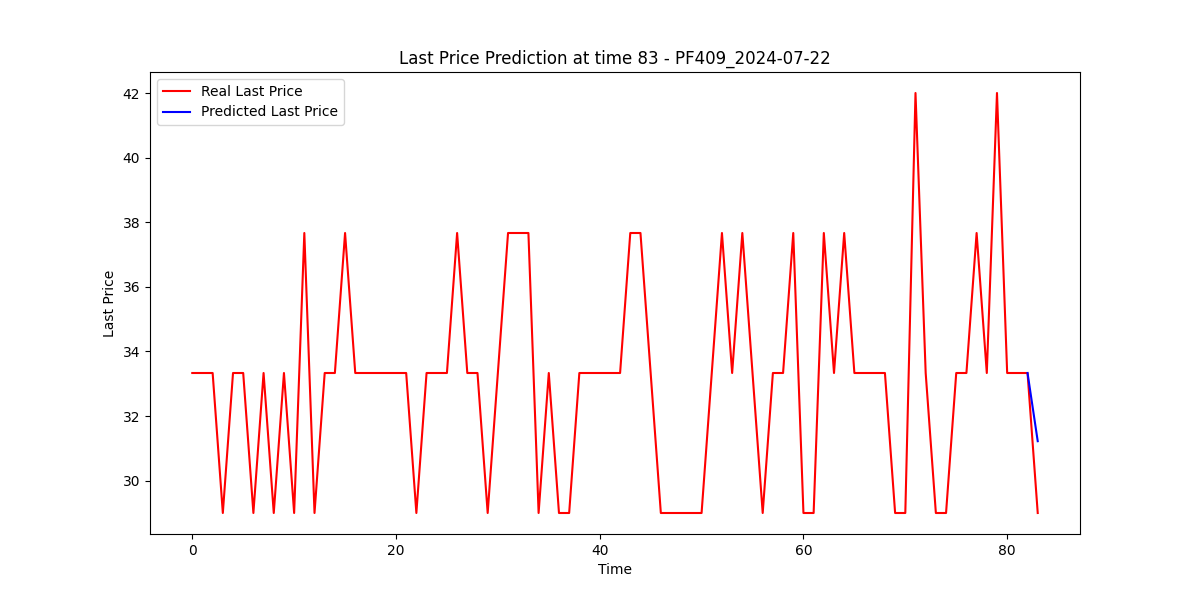 Last Price Prediction at time 83 - PF409_2024-07-22
Real Last Price
Predicted Last Price
42
40
38
36
34
32
30
Last Price
0 20 40 60 80
Time